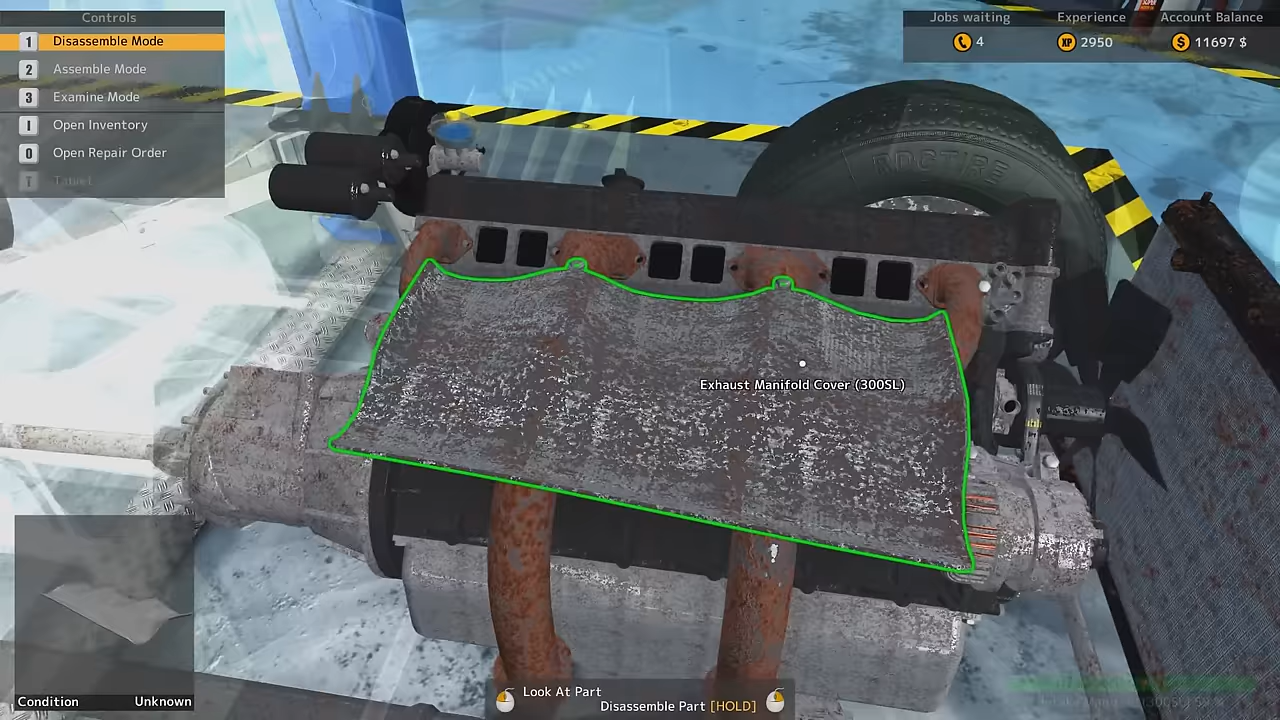 Controls
1 Disassemble Mode
2 Assemble Mode
3 Examine Mode
I Open Inventory
O Open Repair Order
T
Jobs waiting Experience Account Balance
4 XP 2950 $ 11697 $
Exhaust Manifold Cover (300SL)
Condition Unknown
Look At Part
Disassemble Part [HOLD]